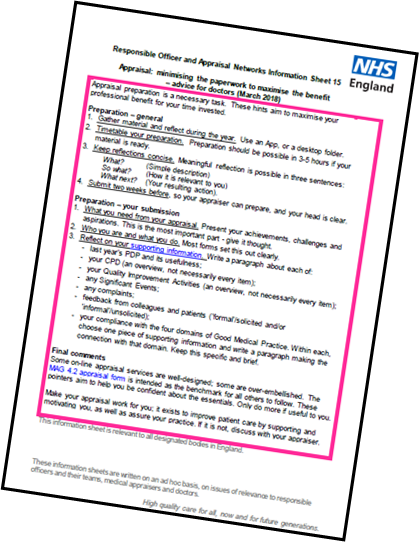 NHS
England
Responsible Officer and Appraisal Networks Information Sheet 15
Appraisal: minimising the paperwork to maximise the benefit
– advice for doctors (March 2018)
Appraisal preparation is a necessary task. These hints aim to maximise your
professional benefit for your time invested.
Preparation – general
1. Gather material and reflect during the year. Use an App, or a desktop folder.
2. Timetable your preparation. Preparation should be possible in 3-5 hours if your
material is ready.
3. Keep reflections concise. Meaningful reflection is possible in three sentences:
What? (Simple description)
So what? (How it is relevant to you)
What next? (Your resulting action).
4. Submit two weeks before, so your appraiser can prepare, and your head is clear.
Preparation – your submission
1. What you need from your appraisal. Present your achievements, challenges and
aspirations. This is the most important part - give it thought.
2. Who you are and what you do. Most forms set this out clearly.
3. Reflect on your supporting information. Write a paragraph about each of:
- last year's PDP and its usefulness;
- your CPD (an overview, not necessarily every item);
- your Quality Improvement Activities (an overview, not necessarily every item);
- any Significant Events;
- any complaints;
- feedback from colleagues and patients ('formal'/solicited and/or
'informal'/unsolicited);
- your compliance with the four domains of Good Medical Practice. Within each,
choose one piece of supporting information and write a paragraph making the
connection with that domain. Keep this specific and brief.
Final comments
Some on-line appraisal services are well-designed; some are over-embellished. The
MAG 4.2 appraisal form is intended as the benchmark for all others to follow. These
pointers aim to help you be confident about the essentials. Only do more if useful to you.
Make your appraisal work for you; it exists to improve patient care by supporting and
motivating you, as well as assure your practice. If it is not, discuss with your appraiser.
This information sheet is relevant to all designated bodies in England.
These information sheets are written on an ad hoc basis, on issues of relevance to responsible
officers and their teams, medical appraisers and doctors.
High quality care for all, now and for future generations.